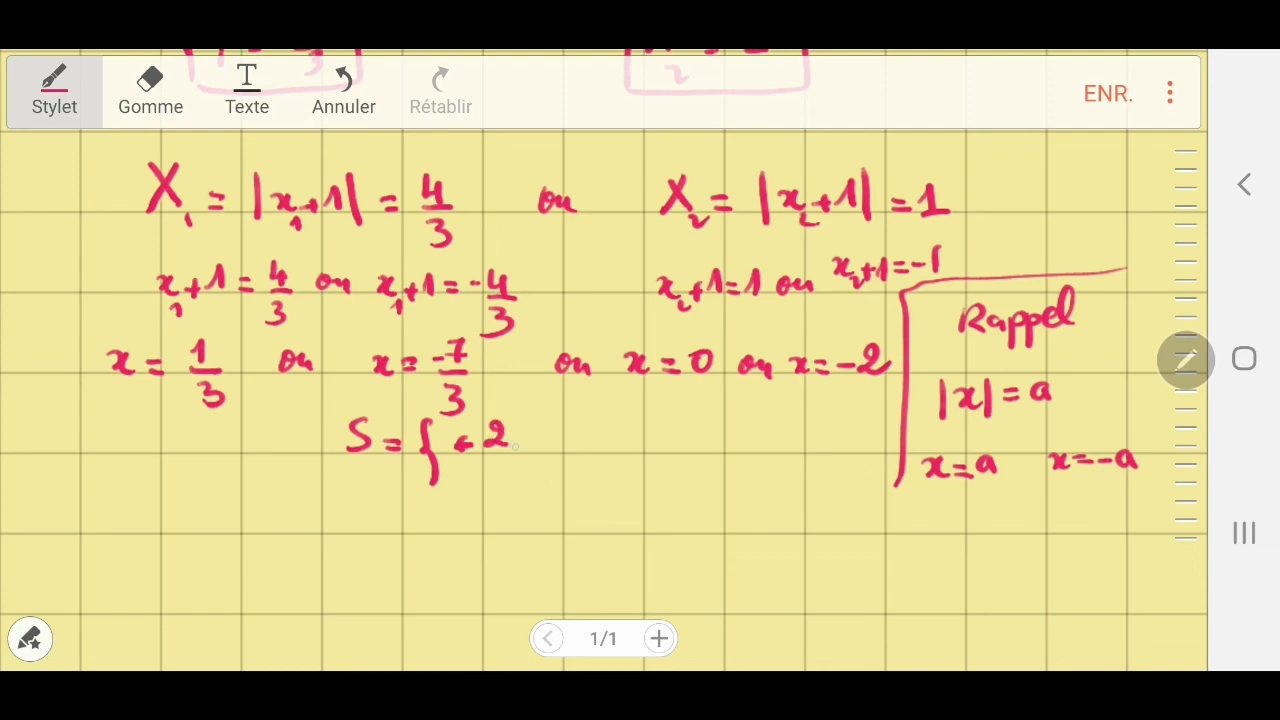 Stylet Gomme Texte Annuler Rétablir ENR.
X₁ = |x₁+1| = 4/3 ou X₂ = |x₂+1| = 1
x₁+1 = 4/3 ou x₁+1 = -4/3 x₂+1=1 ou x₂+1=-1
x = 1/3 ou x = -7/3 ou x = 0 ou x = -2
S = { -2
Rappel
|x| = a
x = a x = -a
1/1